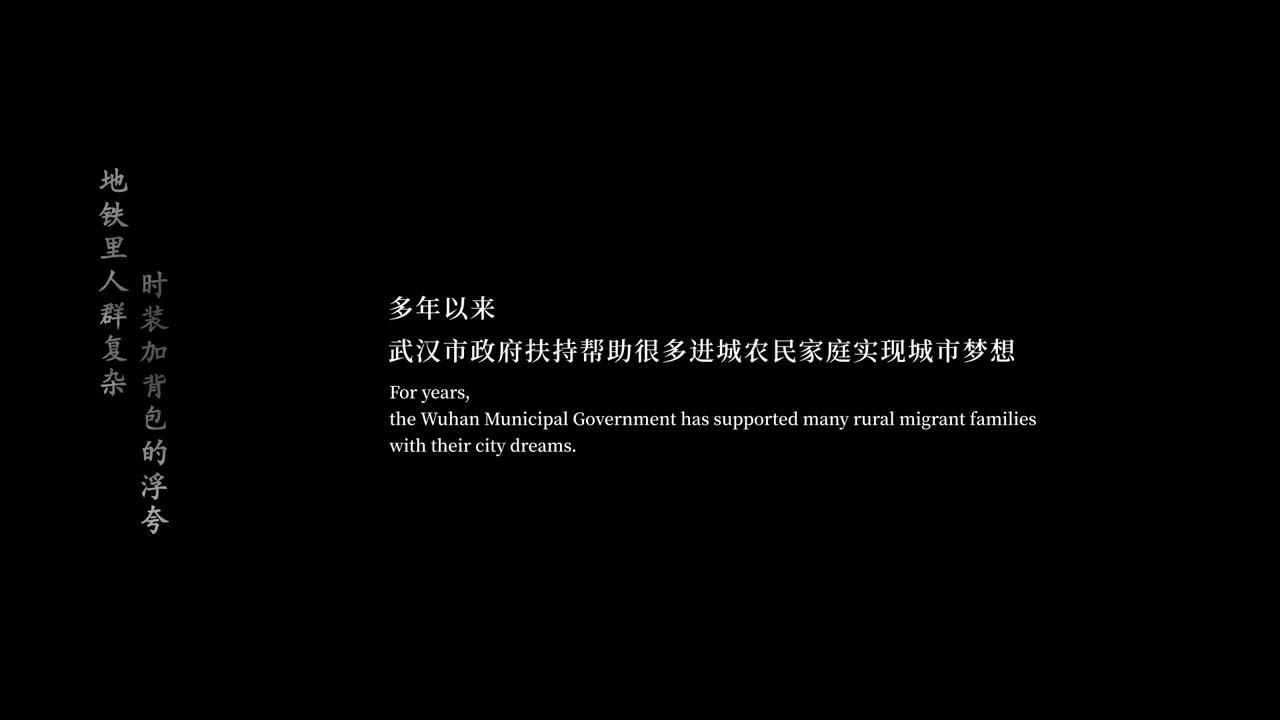 地铁里人群复杂
时装加背包的浮夸
多年以来
武汉市政府扶持帮助很多进城农民家庭实现城市梦想
For years,
the Wuhan Municipal Government has supported many rural migrant families
with their city dreams.